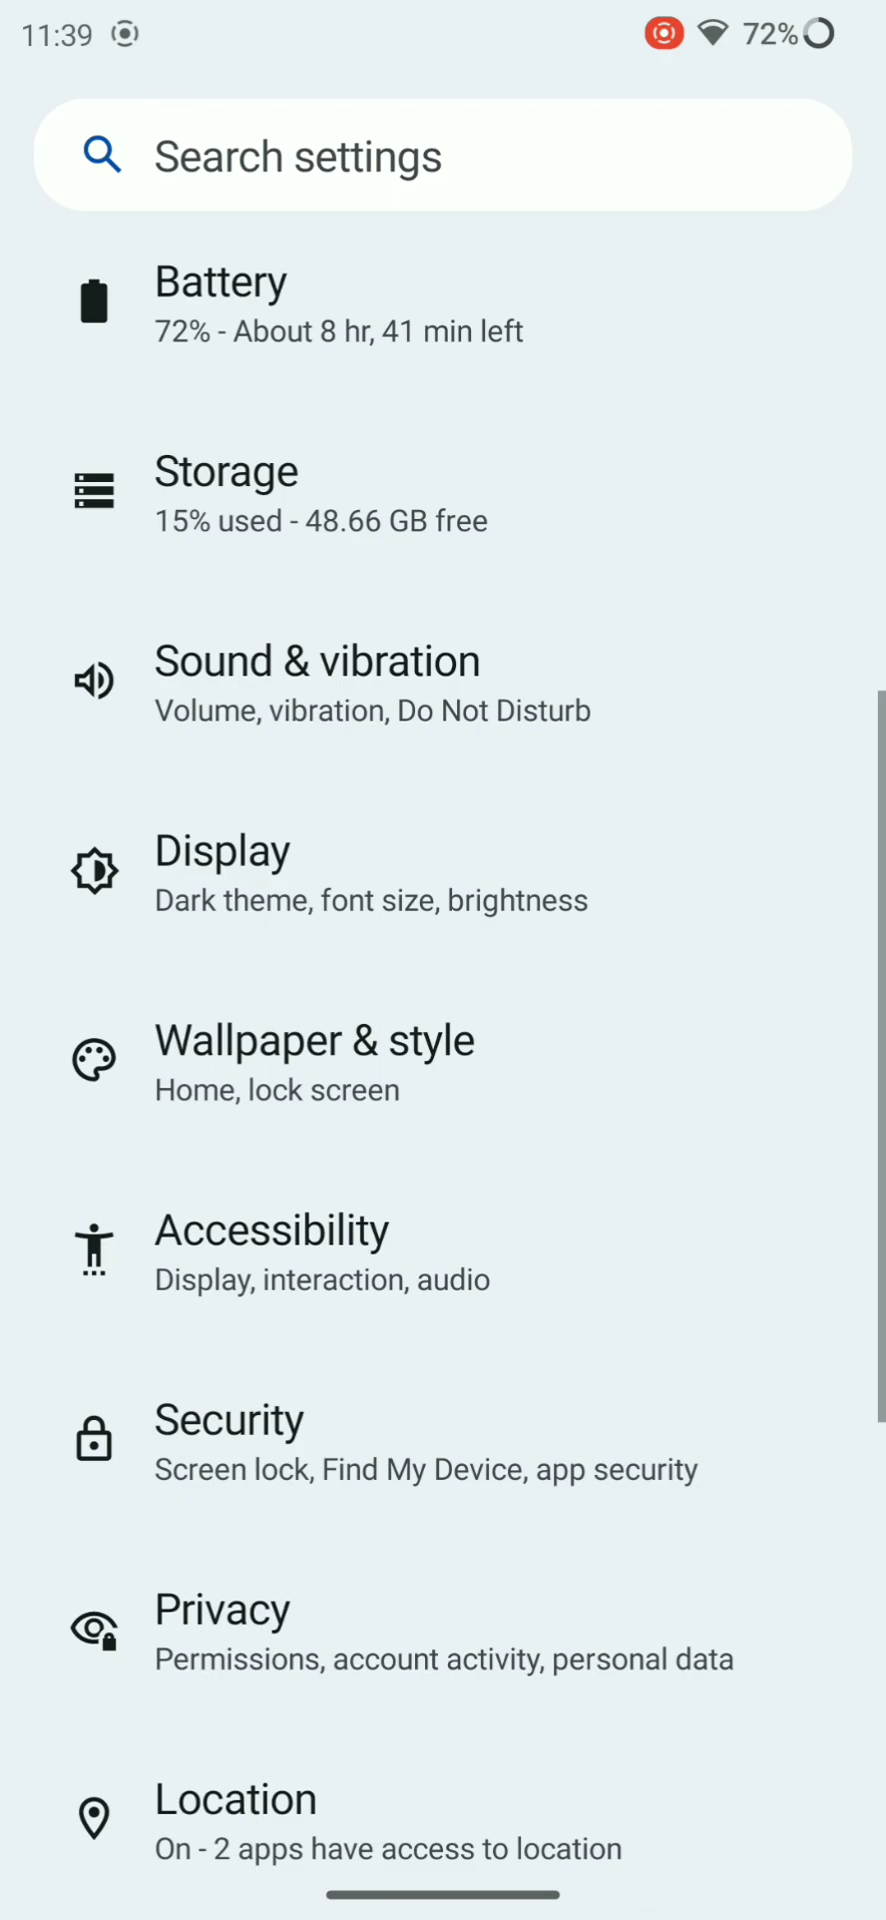 11:39
72%
Search settings
Battery
72% - About 8 hr, 41 min left
Storage
15% used - 48.66 GB free
Sound & vibration
Volume, vibration, Do Not Disturb
Display
Dark theme, font size, brightness
Wallpaper & style
Home, lock screen
Accessibility
Display, interaction, audio
Security
Screen lock, Find My Device, app security
Privacy
Permissions, account activity, personal data
Location
On - 2 apps have access to location